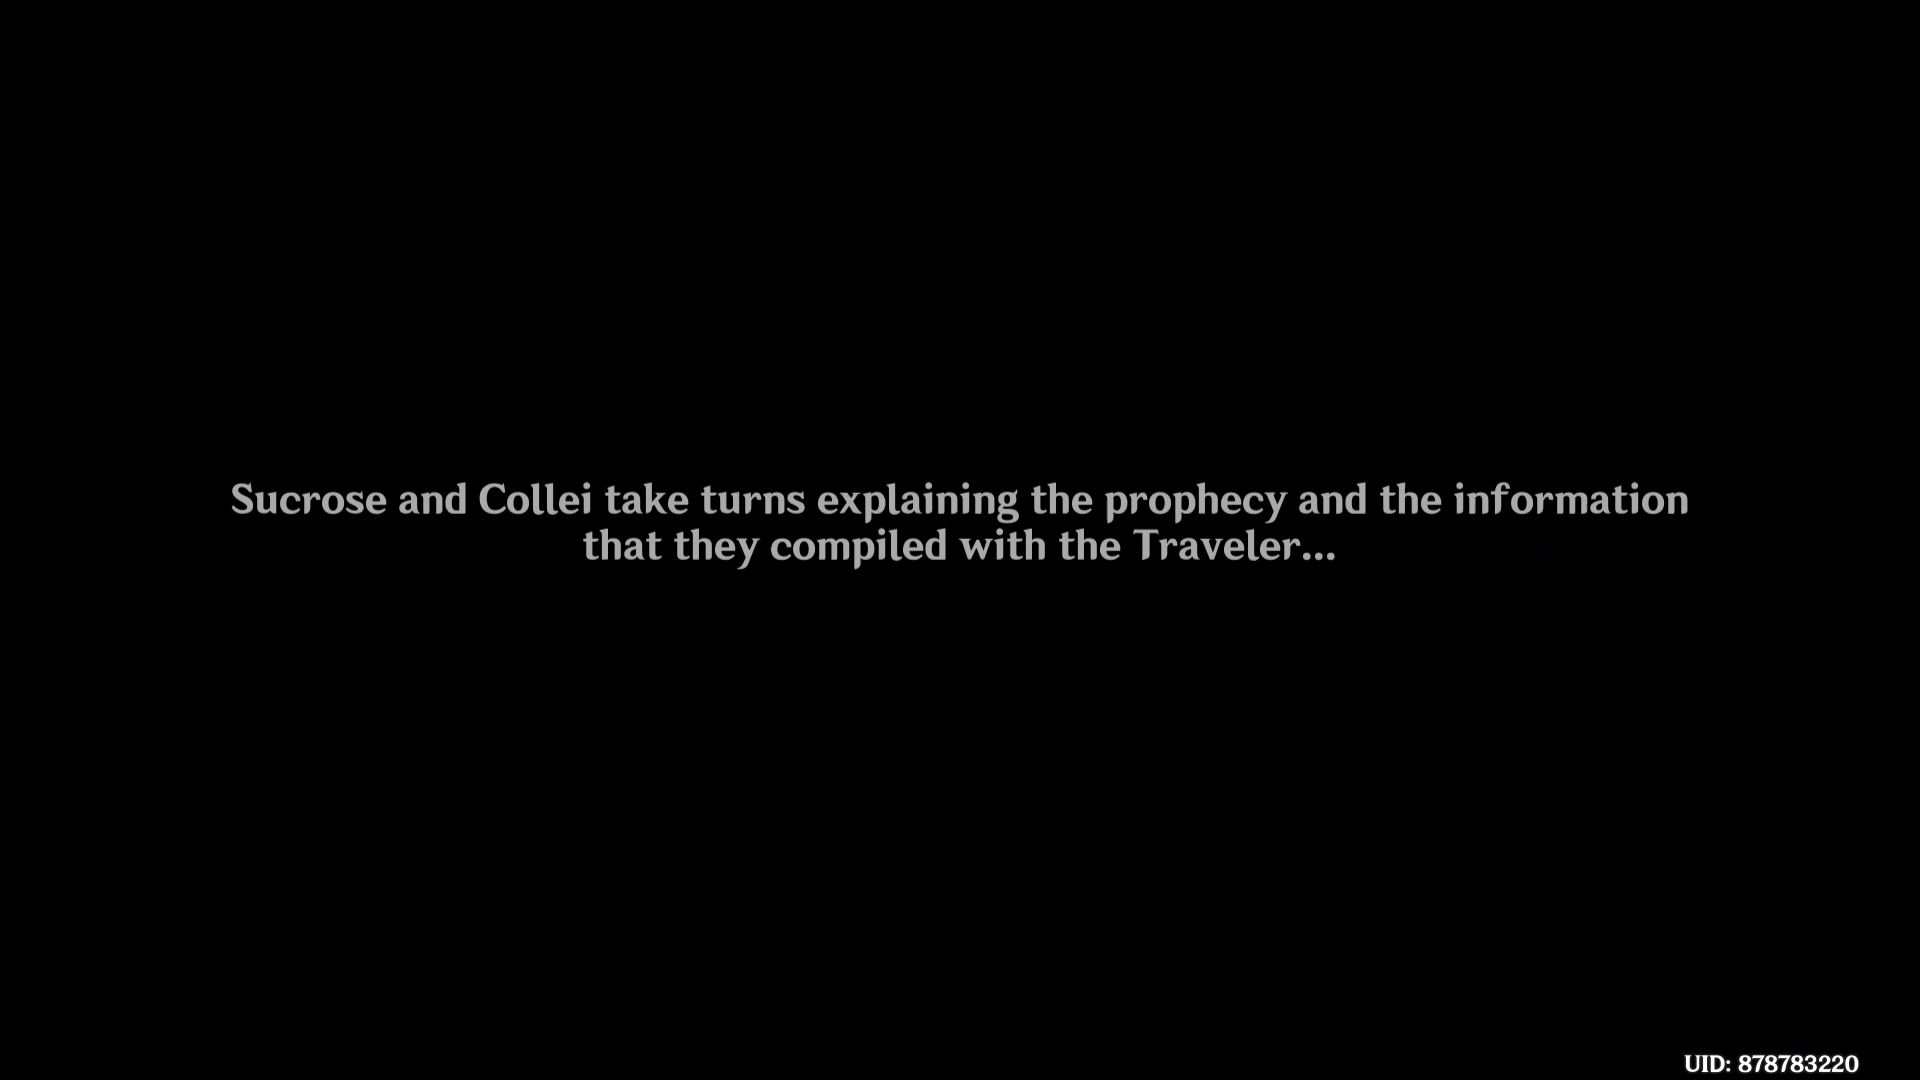 Sucrose and Collei take turns explaining the prophecy and the information
that they compiled with the Traveler...
UID: 878783220